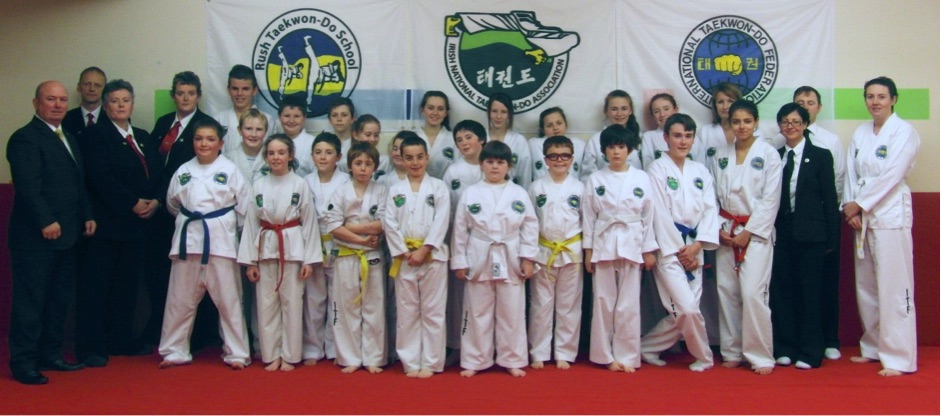 Rush Taekwon-Do School
태권도
IRISH NATIONAL TAEKWON-DO ASSOCIATION
INTERNATIONAL TAEKWON-DO FEDERATION
태 권